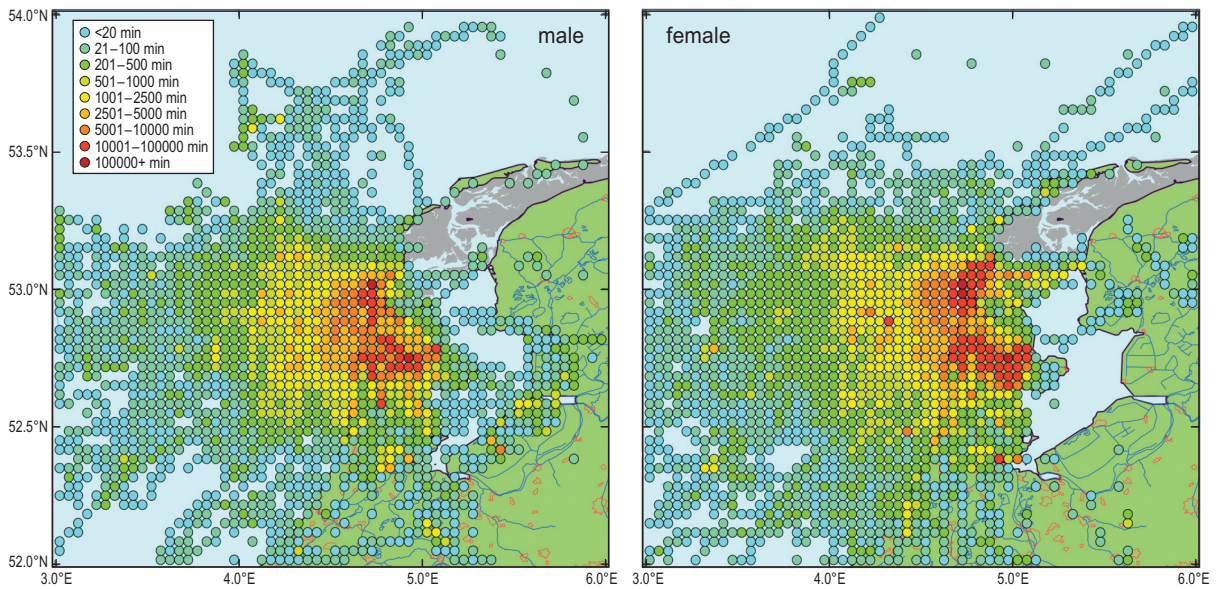 54.0°N
53.5°N
53.0°N
52.5°N
52.0°N
<20 min
21–100 min
201–500 min
501–1000 min
1001–2500 min
2501–5000 min
5001–10000 min
10001–100000 min
100000+ min
male
female
3.0°E
4.0°E
5.0°E
6.0°E
3.0°E
4.0°E
5.0°E
6.0°E